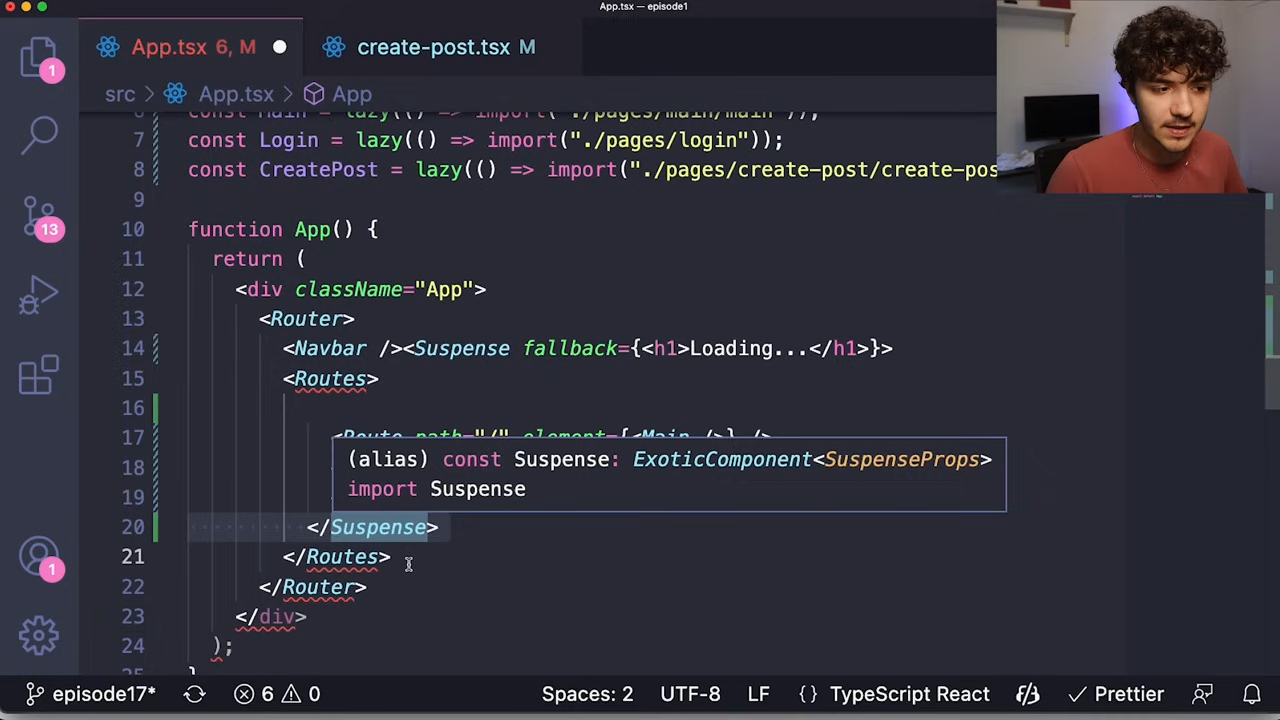 App.tsx — episode1
1
App.tsx 6, M
create-post.tsx M
src > App.tsx > App
7 const Login = lazy(() => import("./pages/login"));
8 const CreatePost = lazy(() => import("./pages/create-post/create-pos
9
10 function App() {
11 return (
12 <div className="App">
13 <Router>
14 <Navbar /><Suspense fallback={<h1>Loading...</h1>}>
15 <Routes>
16
17 <Route path="/" element={<Main />} />
(alias) const Suspense: ExoticComponent<SuspenseProps>
import Suspense
18
19
20 </Suspense>
21 </Routes>
22 </Router>
23 </div>
24 );
13
1
episode17* 6 0 Spaces: 2 UTF-8 LF {} TypeScript React Prettier